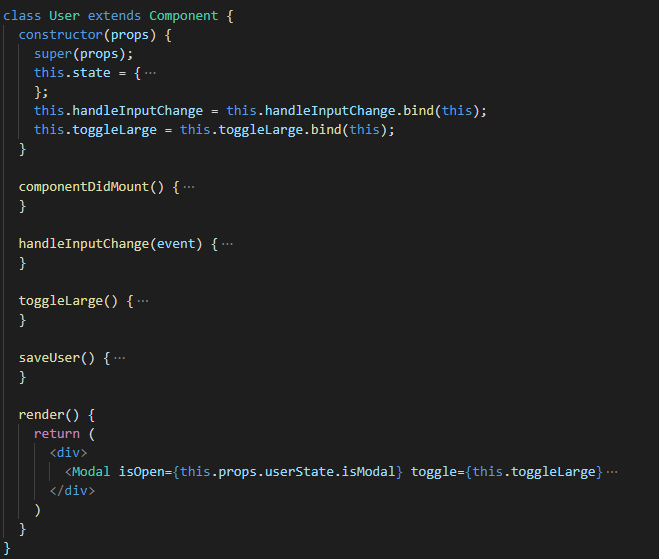 class User extends Component {
constructor(props) {
super(props);
this.state = {⋯
};
this.handleInputChange = this.handleInputChange.bind(this);
this.toggleLarge = this.toggleLarge.bind(this);
}
componentDidMount() {⋯
}
handleInputChange(event) {⋯
}
toggleLarge() {⋯
}
saveUser() {⋯
}
render() {
return (
<div>
<Modal isOpen={this.props.userState.isModal} toggle={this.toggleLarge}⋯
</div>
)
}
}